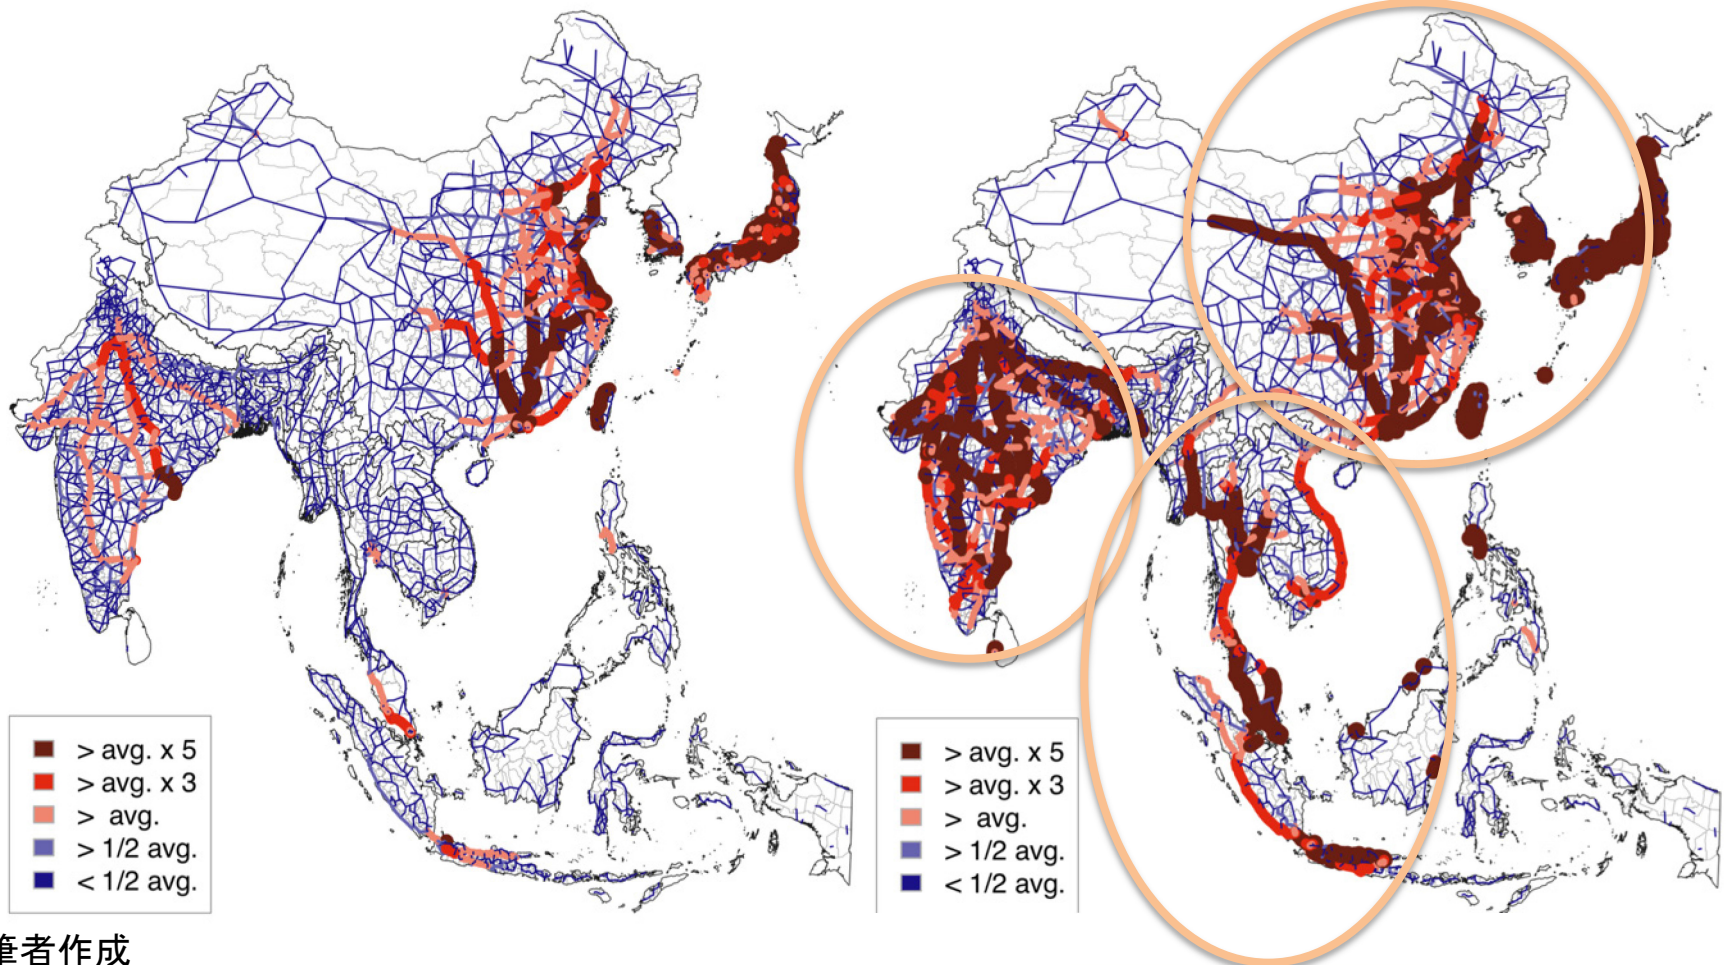 > avg. x 5
> avg. x 3
> avg.
> 1/2 avg.
< 1/2 avg.
> avg. x 5
> avg. x 3
> avg.
> 1/2 avg.
< 1/2 avg.
筆者作成